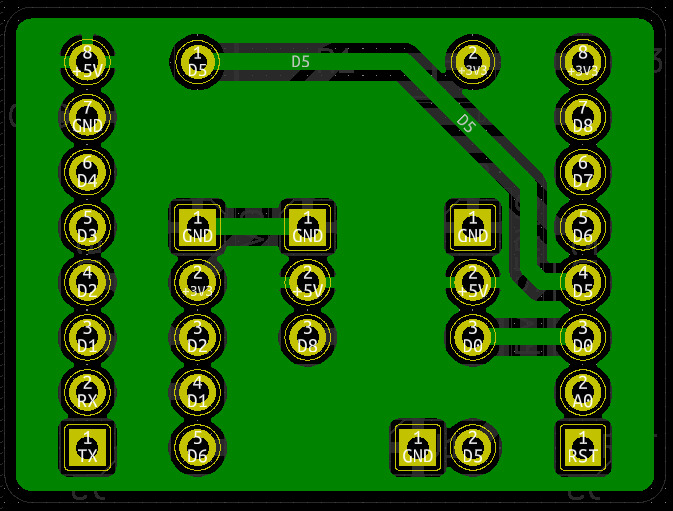 8 +5V
1 D5
D5
2 +3V3
8 +3V3
7 GND
7 D8
D5
6 D4
6 D7
5 D3
1 GND
1 GND
1 GND
5 D6
4 D2
2 +3V3
2 +5V
2 +5V
4 D5
3 D1
3 D2
3 D8
3 D0
3 D0
2 RX
4 D1
2 A0
1 TX
5 D6
1 GND
2 D5
1 RST